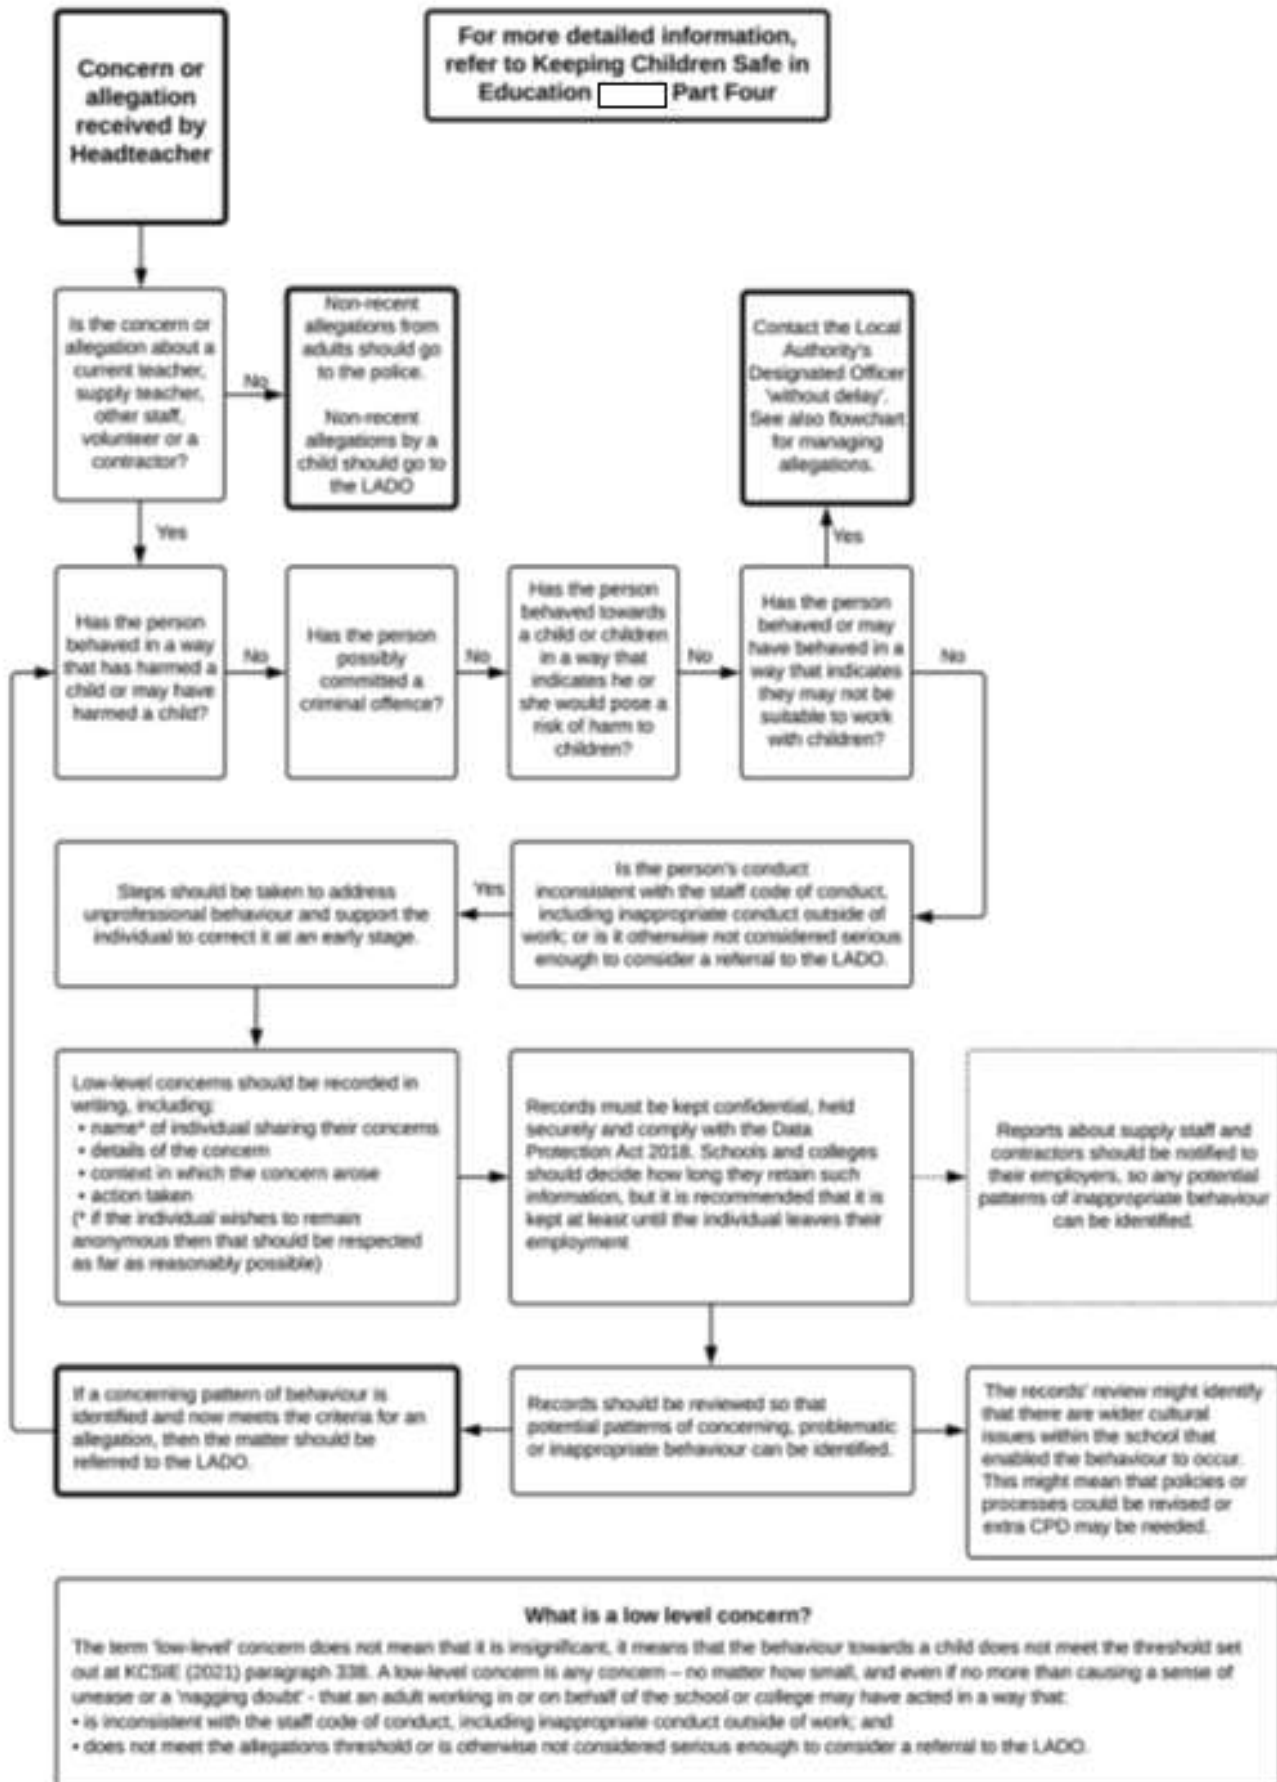 Concern or
allegation
received by
Headteacher
For more detailed information,
refer to Keeping Children Safe in
Education Part Four
Is the concern or
allegation about a
current teacher,
supply teacher,
other staff,
volunteer or a
contractor?
No
Non-recent
allegations from
adults should go
to the police.
Non-recent
allegations by a
child should go to
the LADO
Contact the Local
Authority's
Designated Officer
'without delay'.
See also flowchart
for managing
allegations.
Yes
Yes
Has the person
behaved in a way
that has harmed a
child or may have
harmed a child?
No
Has the person
possibly
committed a
criminal offence?
No
Has the person
behaved towards
a child or children
in a way that
indicates he or
she would pose a
risk of harm to
children?
No
Has the person
behaved or may
have behaved in a
way that indicates
they may not be
suitable to work
with children?
No
Steps should be taken to address
unprofessional behaviour and support the
individual to correct it at an early stage.
Yes
Is the person's conduct
inconsistent with the staff code of conduct,
including inappropriate conduct outside of
work; or is it otherwise not considered serious
enough to consider a referral to the LADO.
Low-level concerns should be recorded in
writing, including:
• name* of individual sharing their concerns
• details of the concern
• context in which the concern arose
• action taken
(* if the individual wishes to remain
anonymous then that should be respected
as far as reasonably possible)
Records must be kept confidential, held
securely and comply with the Data
Protection Act 2018. Schools and colleges
should decide how long they retain such
information, but it is recommended that it is
kept at least until the individual leaves their
employment
Reports about supply staff and
contractors should be notified to
their employers, so any potential
patterns of inappropriate behaviour
can be identified.
If a concerning pattern of behaviour is
identified and now meets the criteria for an
allegation, then the matter should be
referred to the LADO.
Records should be reviewed so that
potential patterns of concerning, problematic
or inappropriate behaviour can be identified.
The records' review might identify
that there are wider cultural
issues within the school that
enabled the behaviour to occur.
This might mean that policies or
processes could be revised or
extra CPD may be needed.
What is a low level concern?
The term 'low-level' concern does not mean that it is insignificant, it means that the behaviour towards a child does not meet the threshold set
out at KCSIE (2021) paragraph 338. A low-level concern is any concern – no matter how small, and even if no more than causing a sense of
unease or a 'nagging doubt' - that an adult working in or on behalf of the school or college may have acted in a way that:
• is inconsistent with the staff code of conduct, including inappropriate conduct outside of work; and
• does not meet the allegations threshold or is otherwise not considered serious enough to consider a referral to the LADO.